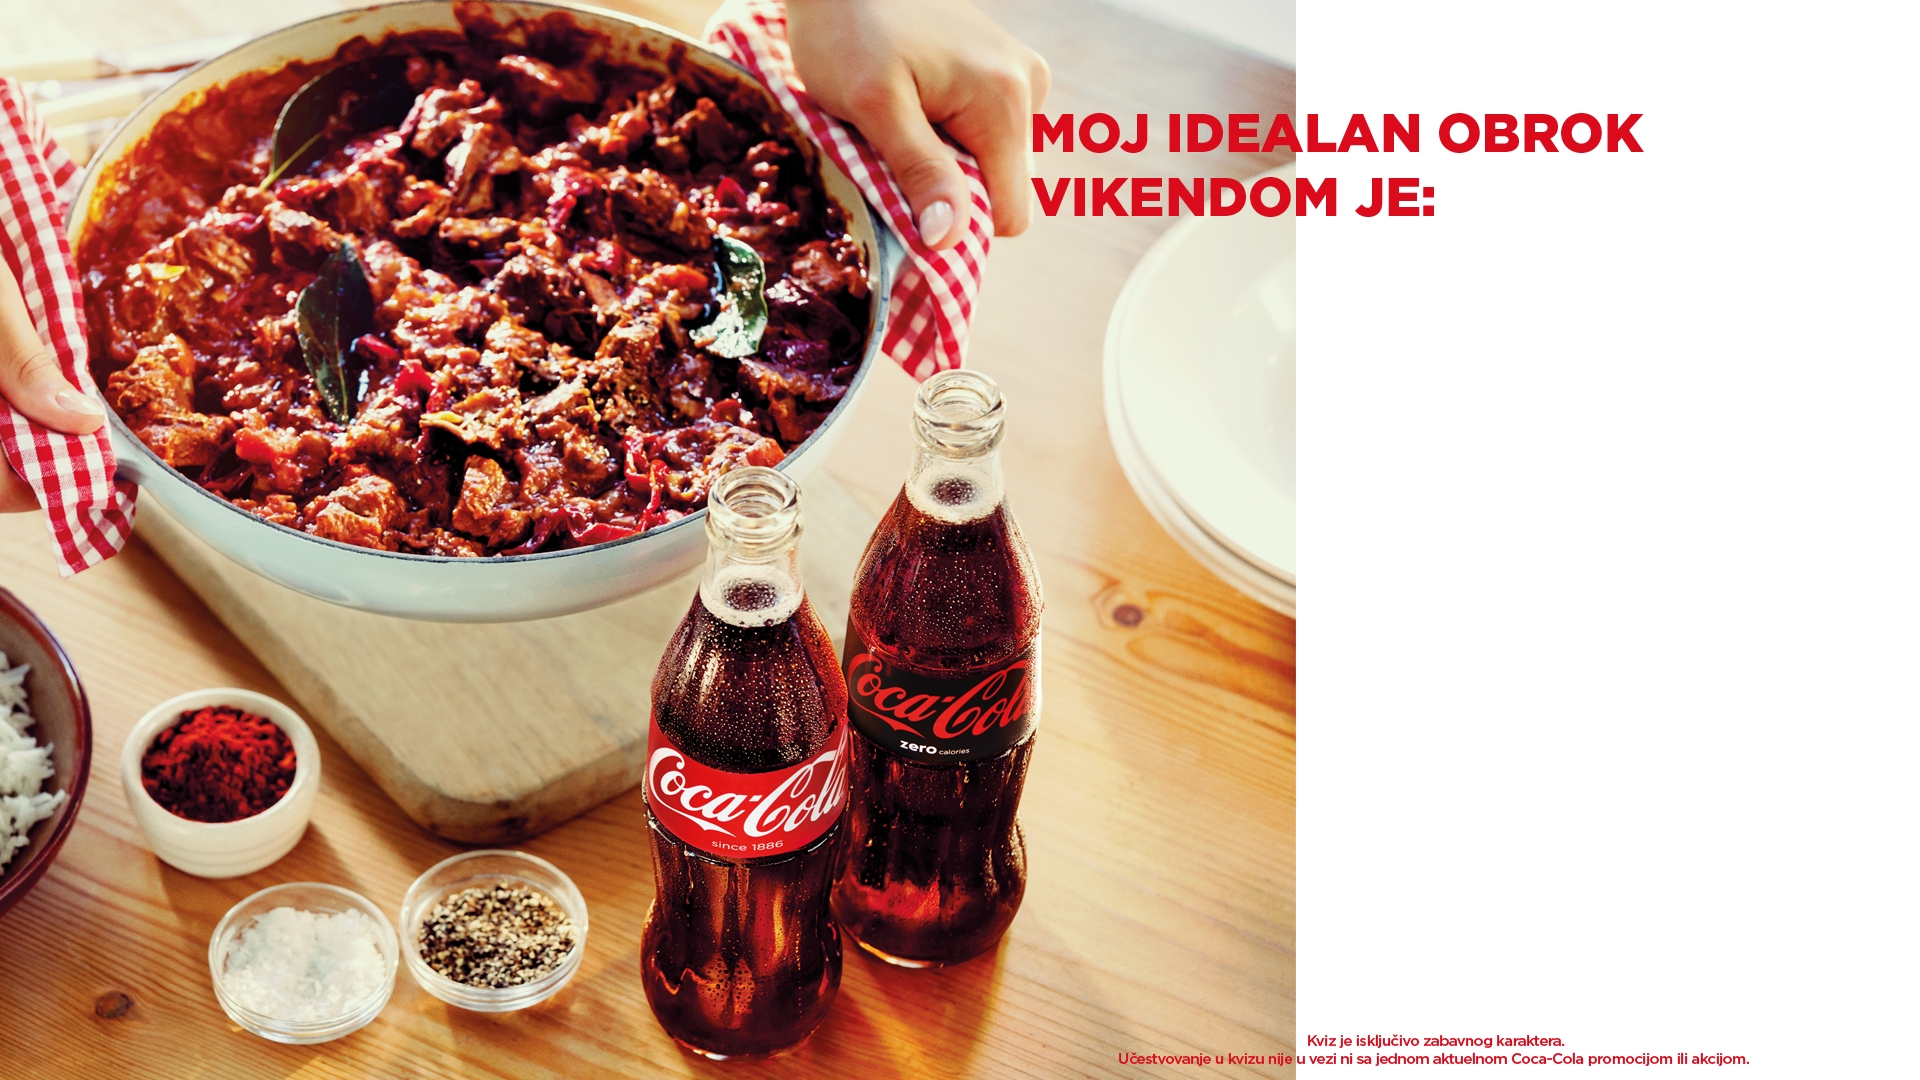 MOJ IDEALAN OBROK
VIKENDOM JE:
Coca-Cola
zero calories
Coca-Cola
since 1886
Kviz je isključivo zabavnog karaktera.
Učestvovanje u kvizu nije u vezi ni sa jednom aktuelnom Coca-Cola promocijom ili akcijom.